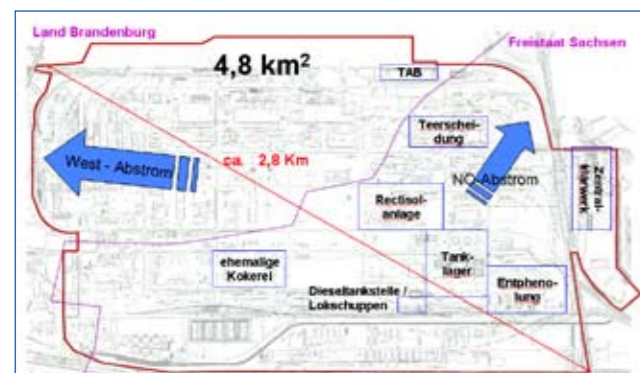 Land Brandenburg
Freistaat Sachsen
4,8 km²
TAB
Teerschei-
dung
West - Abstrom
ca. 2,8 Km
NO-Abstrom
Zentral-
klärwerk
Rectisol-
anlage
ehemalige
Kokerei
Tank-
lager
Entpheno-
lung
Dieseltankstelle /
Lokschuppen